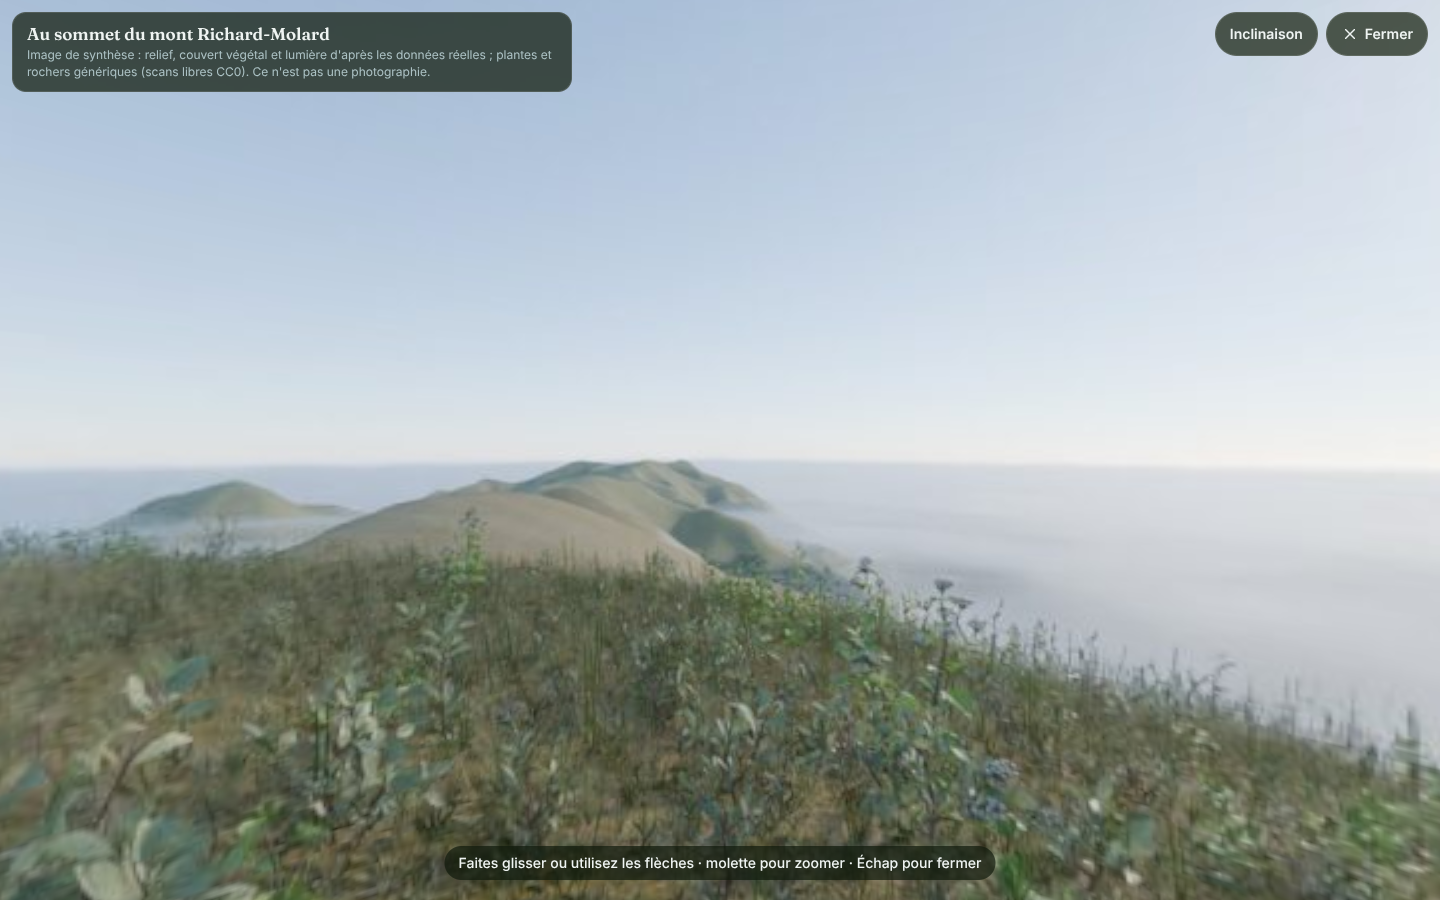 Au sommet du mont Richard-Molard
Image de synthèse : relief, couvert végétal et lumière d'après les données réelles ; plantes et
rochers génériques (scans libres CC0). Ce n'est pas une photographie.
Inclinaison
Fermer
Faites glisser ou utilisez les flèches · molette pour zoomer · Échap pour fermer